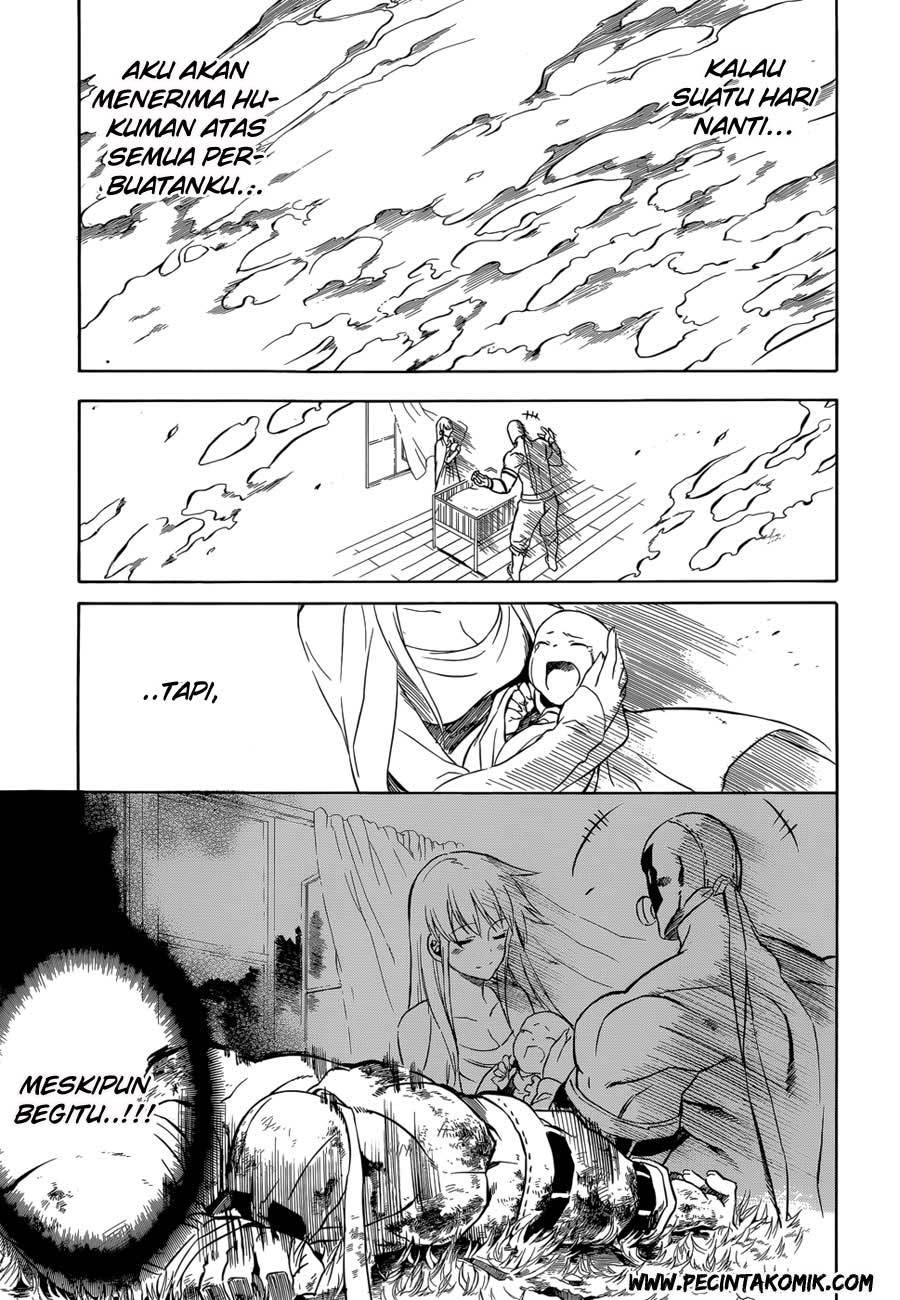 KALAU
SUATU HARI
NANTI...
AKU AKAN
MENERIMA HU-
KUMAN ATAS
SEMUA PER-
BUATANKU...
..TAPI,
MESKIPUN
BEGITU..!!!
WWW.PECINTAKOMIK.COM